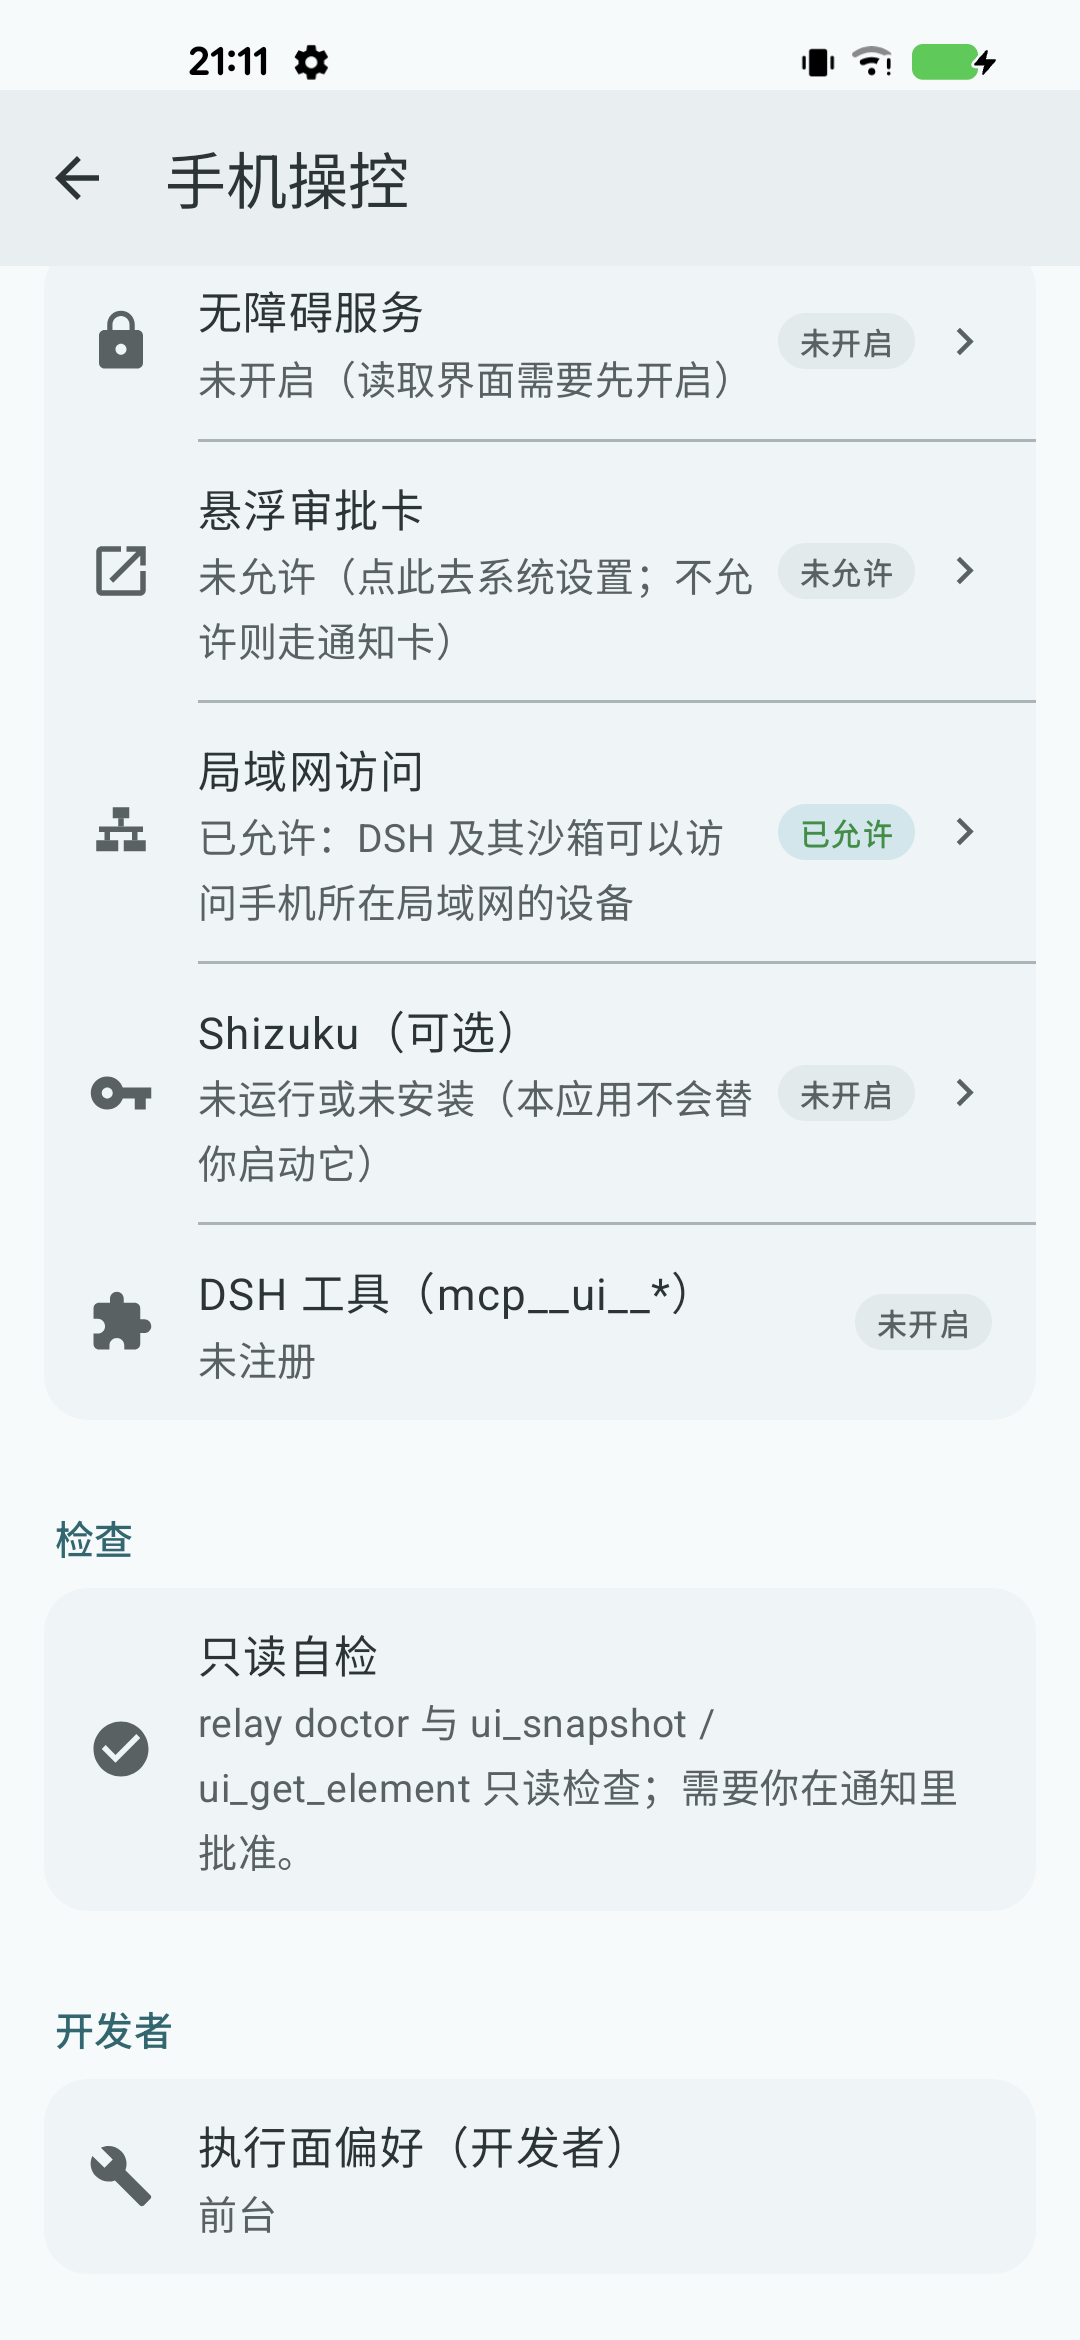 21:11
手机操控
无障碍服务
未开启（读取界面需要先开启）
未开启
悬浮审批卡
未允许（点此去系统设置；不允
许则走通知卡）
未允许
局域网访问
已允许：DSH 及其沙箱可以访
问手机所在局域网的设备
已允许
Shizuku（可选）
未运行或未安装（本应用不会替
你启动它）
未开启
DSH 工具（mcp__ui__*）
未注册
未开启
检查
只读自检
relay doctor 与 ui_snapshot /
ui_get_element 只读检查；需要你在通知里
批准。
开发者
执行面偏好（开发者）
前台